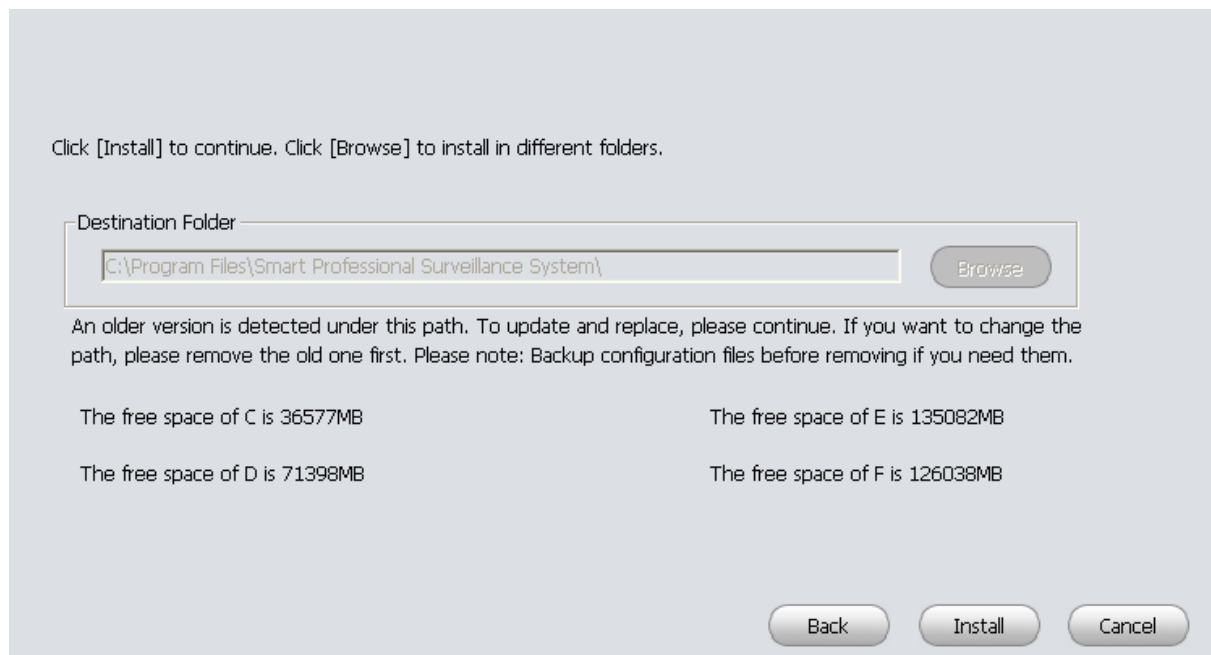 Click [Install] to continue. Click [Browse] to install in different folders.
Destination Folder
C:\Program Files\Smart Professional Surveillance System\
Browse
An older version is detected under this path. To update and replace, please continue. If you want to change the
path, please remove the old one first. Please note: Backup configuration files before removing if you need them.
The free space of C is 36577MB
The free space of E is 135082MB
The free space of D is 71398MB
The free space of F is 126038MB
Back
Install
Cancel